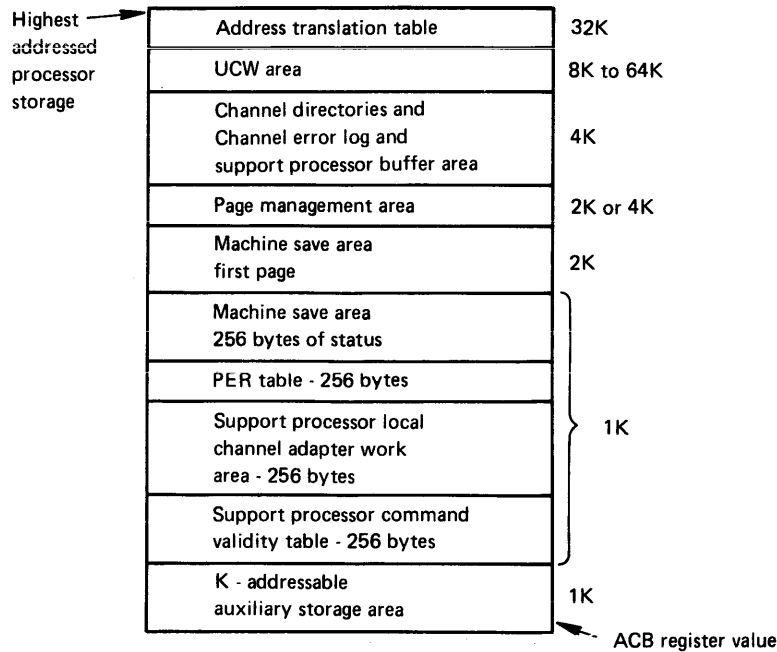 Highest
addressed
processor
storage
Address translation table
32K
UCW area
8K to 64K
Channel directories and
Channel error log and
support processor buffer area
4K
Page management area
2K or 4K
Machine save area
first page
2K
Machine save area
256 bytes of status
PER table - 256 bytes
Support processor local
channel adapter work
area - 256 bytes
Support processor command
validity table - 256 bytes
1K
K - addressable
auxiliary storage area
1K
ACB register value